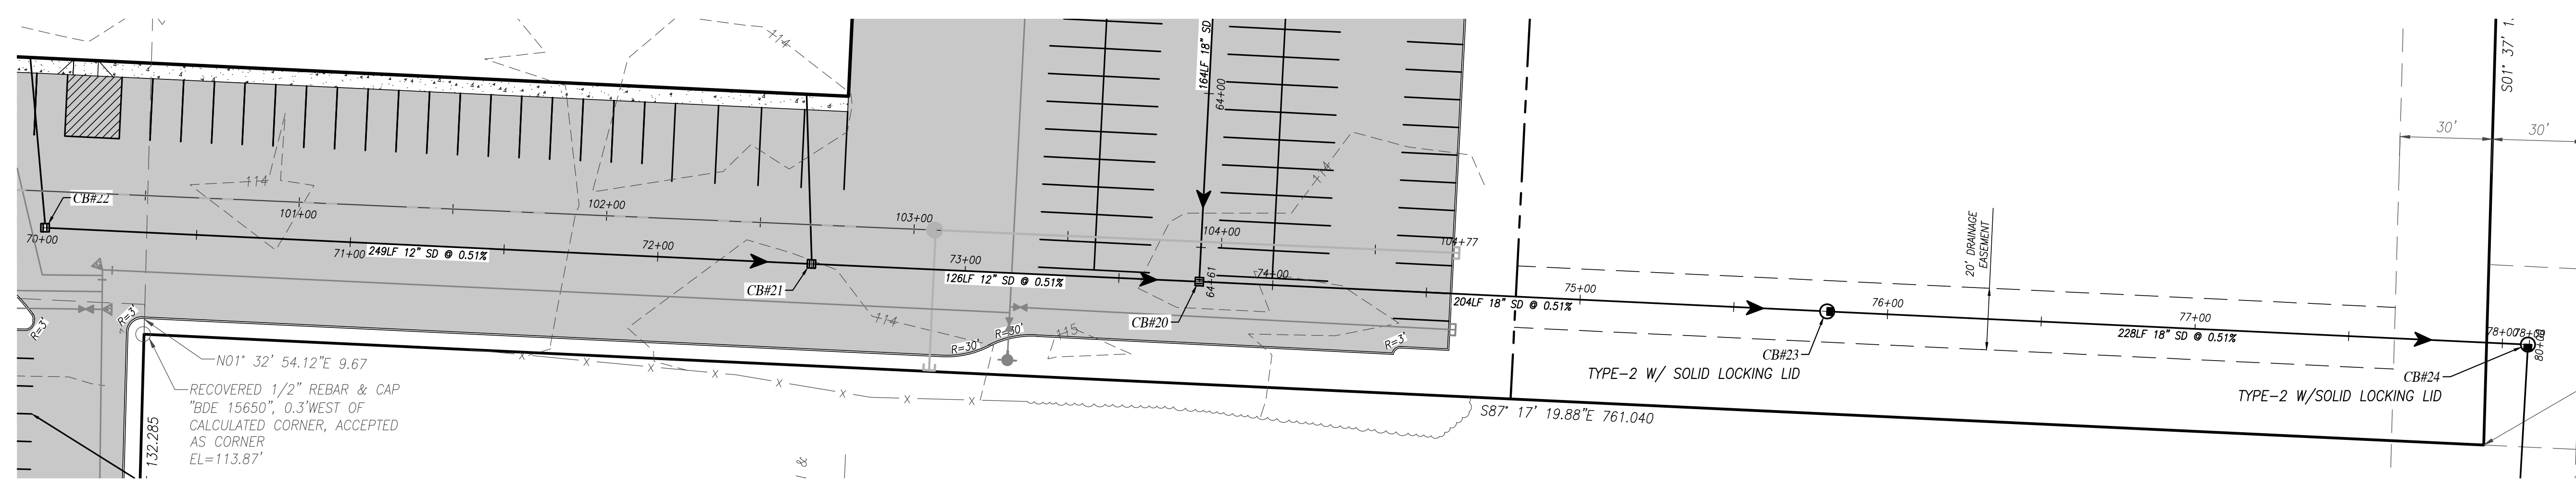 114
164LF 18" SD
64+00
S01° 37' 1.
30'
30'
114
114
CB#22
101+00
102+00
103+00
104+00
104+77
20' DRAINAGE
EASEMENT
70+00
71+00
249LF 12" SD @ 0.51%
72+00
73+00
126LF 12" SD @ 0.51%
64+61
74+00
CB#21
CB#20
204LF 18" SD @ 0.51%
75+00
76+00
77+00
228LF 18" SD @ 0.51%
78+00
78+09
80+09
R=3'
R=3'
114
R=30'
R=30'
115
R=3'
CB#23
TYPE-2 W/ SOLID LOCKING LID
CB#24
TYPE-2 W/SOLID LOCKING LID
N01° 32' 54.12"E 9.67
RECOVERED 1/2" REBAR & CAP
"BDE 15650", 0.3'WEST OF
CALCULATED CORNER, ACCEPTED
AS CORNER
EL=113.87'
132.285
S87° 17' 19.88"E 761.040
X X X X X X X X
&